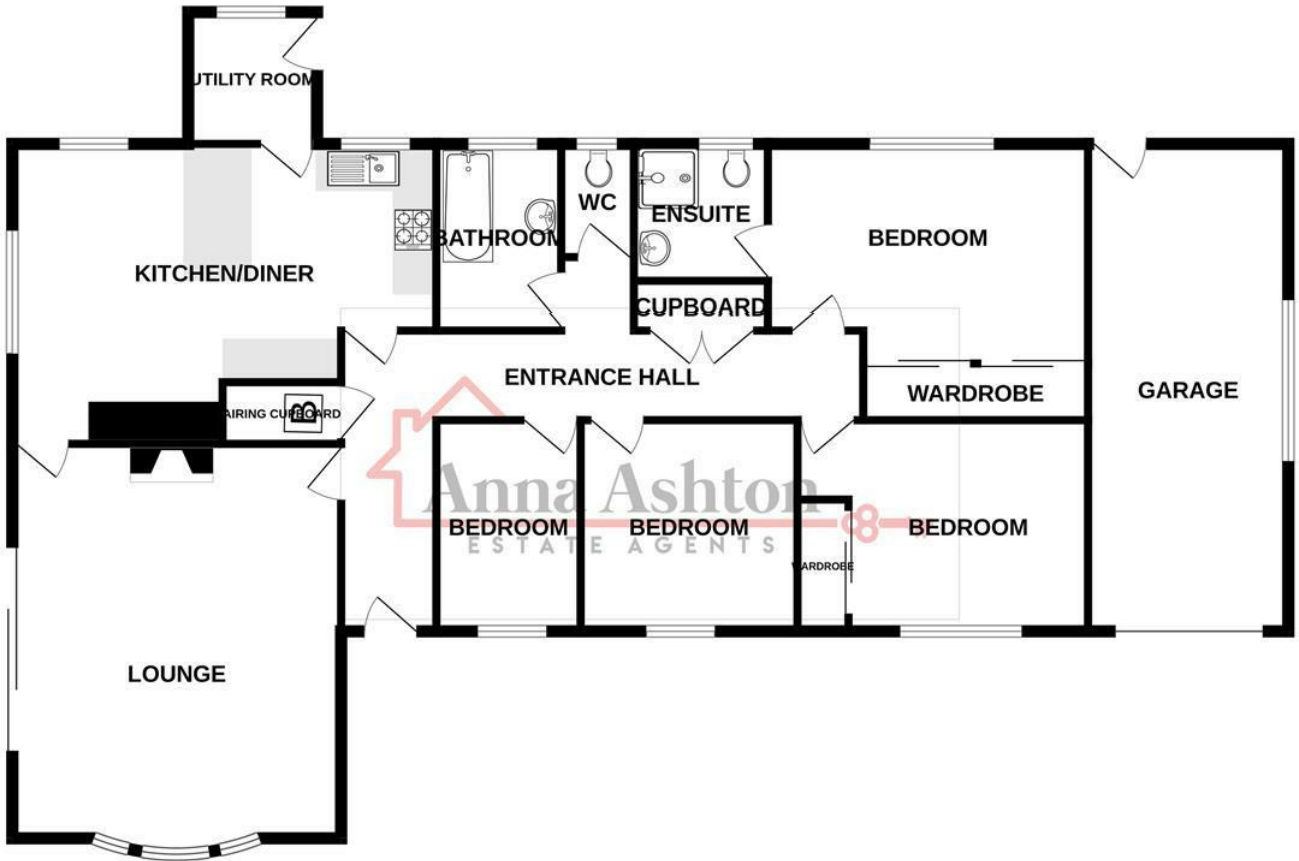 UTILITY ROOM
WC
ENSUITE
BATHROOM
BEDROOM
KITCHEN/DINER
CUPBOARD
ENTRANCE HALL
WARDROBE
GARAGE
AIRING CUPBOARD
B
Anna Ashton
ESTATE AGENTS
BEDROOM
BEDROOM
BEDROOM
WARDROBE
LOUNGE